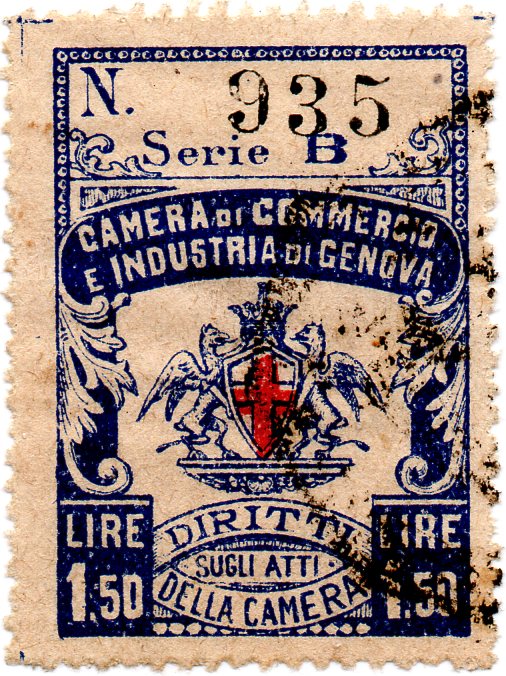 N. 935
Serie B
CAMERA DI COMMERCIO
E INDUSTRIA DI GENOVA
LIRE DIRITTI LIRE
SUGLI ATTI
1,50 DELLA CAMERA 1,50